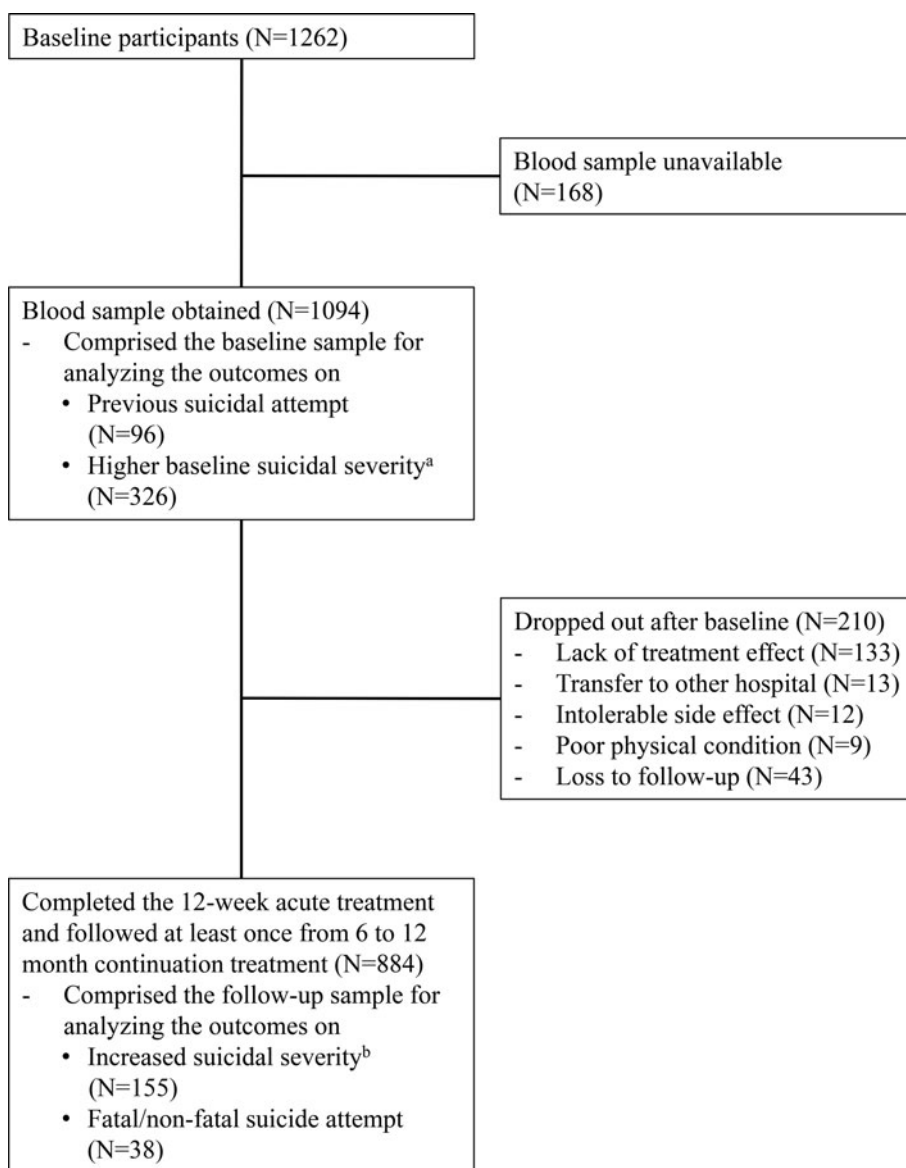 Baseline participants (N=1262)
Blood sample unavailable
(N=168)
Blood sample obtained (N=1094)
- Comprised the baseline sample for
analyzing the outcomes on
• Previous suicidal attempt
(N=96)
• Higher baseline suicidal severityᵃ
(N=326)
Dropped out after baseline (N=210)
- Lack of treatment effect (N=133)
- Transfer to other hospital (N=13)
- Intolerable side effect (N=12)
- Poor physical condition (N=9)
- Loss to follow-up (N=43)
Completed the 12-week acute treatment
and followed at least once from 6 to 12
month continuation treatment (N=884)
- Comprised the follow-up sample for
analyzing the outcomes on
• Increased suicidal severityᵇ
(N=155)
• Fatal/non-fatal suicide attempt
(N=38)